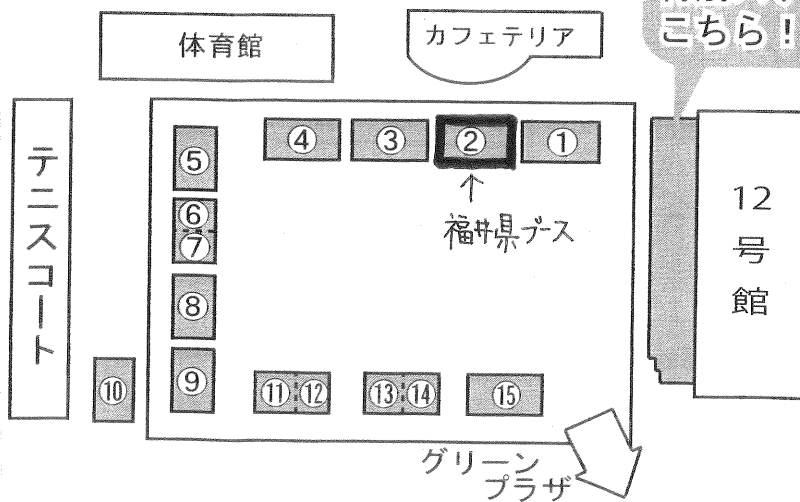 こちら！
体育館
カフェテリア
テニスコート
④
③
②
①
⑤
⑥
⑦
⑧
⑨
⑩
福井県ブース
12号館
⑪
⑫
⑬
⑭
⑮
グリーン
プラザ